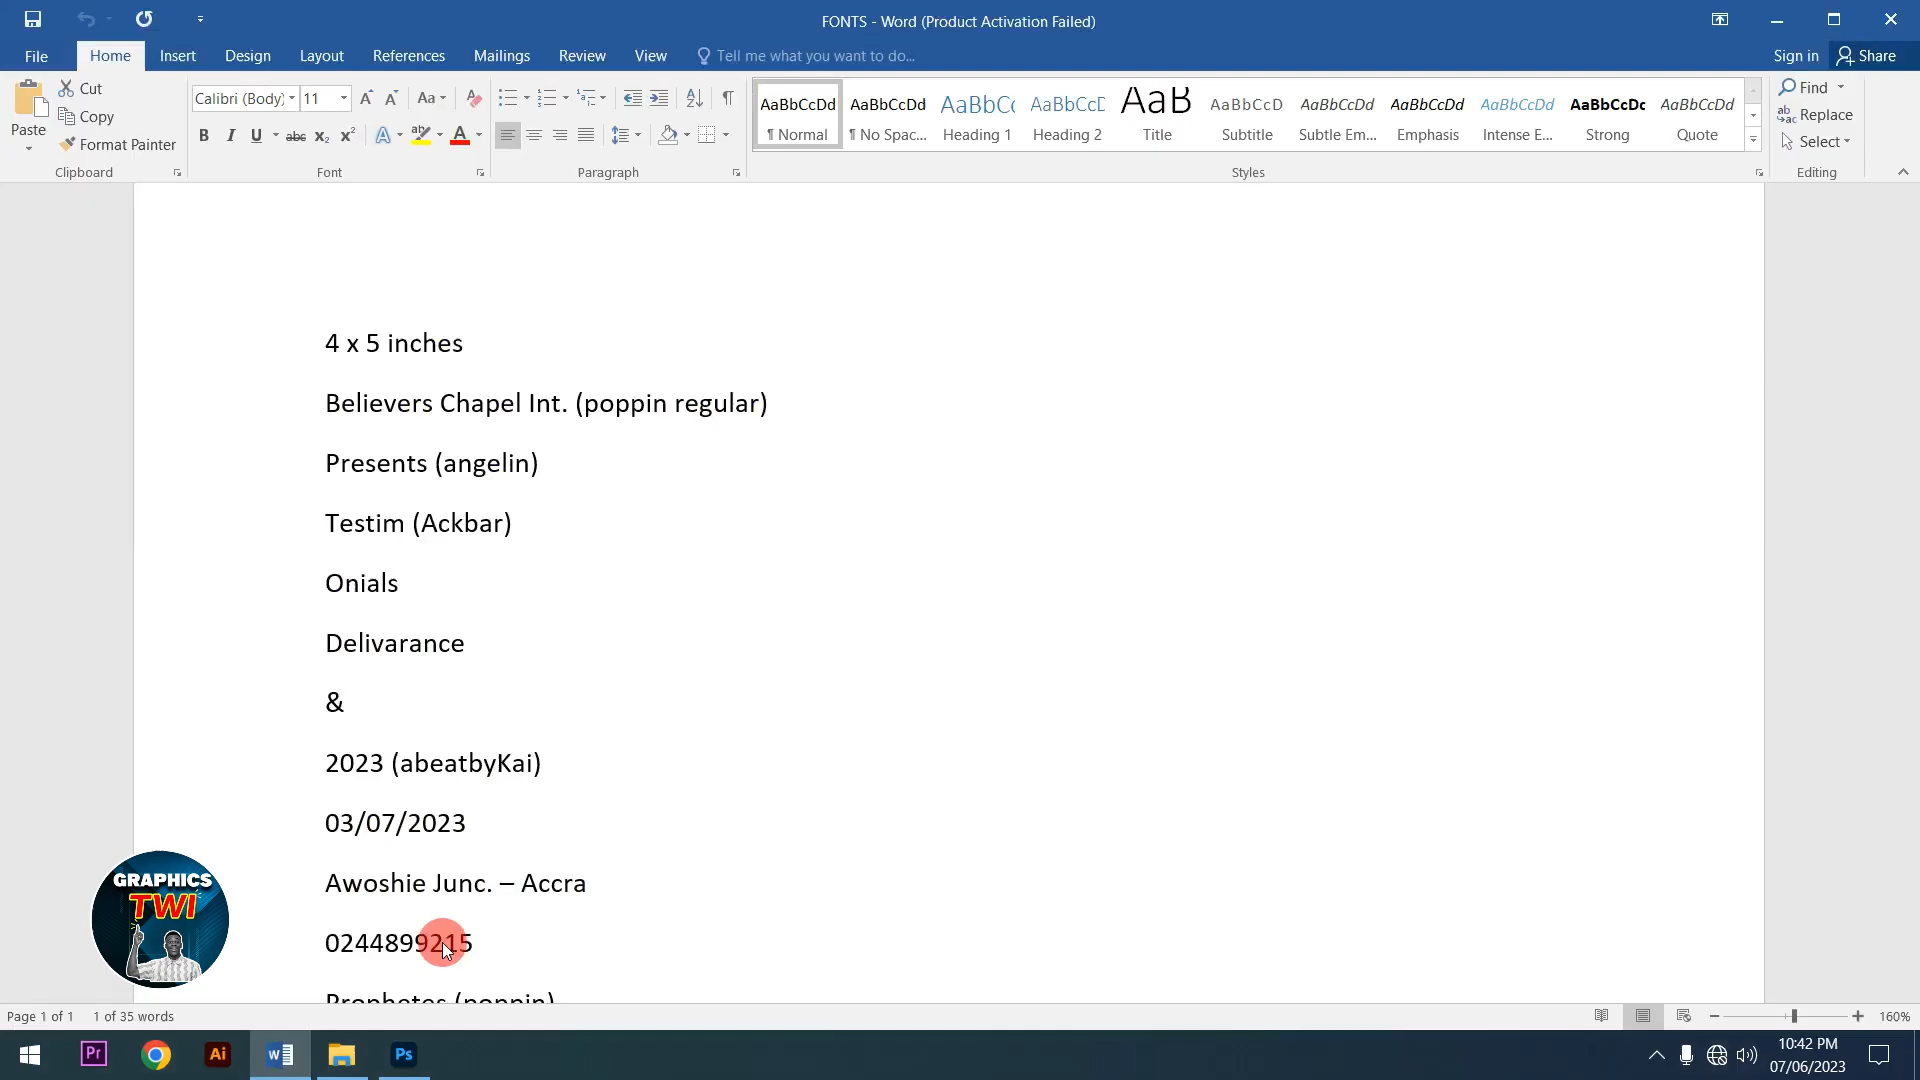 FONTS - Word (Product Activation Failed)
File Home Insert Design Layout References Mailings Review View Tell me what you want to do... Sign in Share
Paste
Cut
Copy
Format Painter
Clipboard
Calibri (Body) 11
Font
Paragraph
AaBbCcDd AaBbCcDd AaBbCc AaBbCcD AaB AaBbCcD AaBbCcDd AaBbCcDd AaBbCcDd AaBbCcDc AaBbCcDd
¶ Normal ¶ No Spac... Heading 1 Heading 2 Title Subtitle Subtle Em... Emphasis Intense E... Strong Quote
Styles
Find
Replace
Select
Editing
4 x 5 inches
Believers Chapel Int. (poppin regular)
Presents (angelin)
Testim (Ackbar)
Onials
Delivarance
&
2023 (abeatbyKai)
03/07/2023
Awoshie Junc. – Accra
0244899215
Prophetes (poppin)
GRAPHICS
TWI
Page 1 of 1 1 of 35 words 160%
Pr Ai W Ps
10:42 PM
07/06/2023